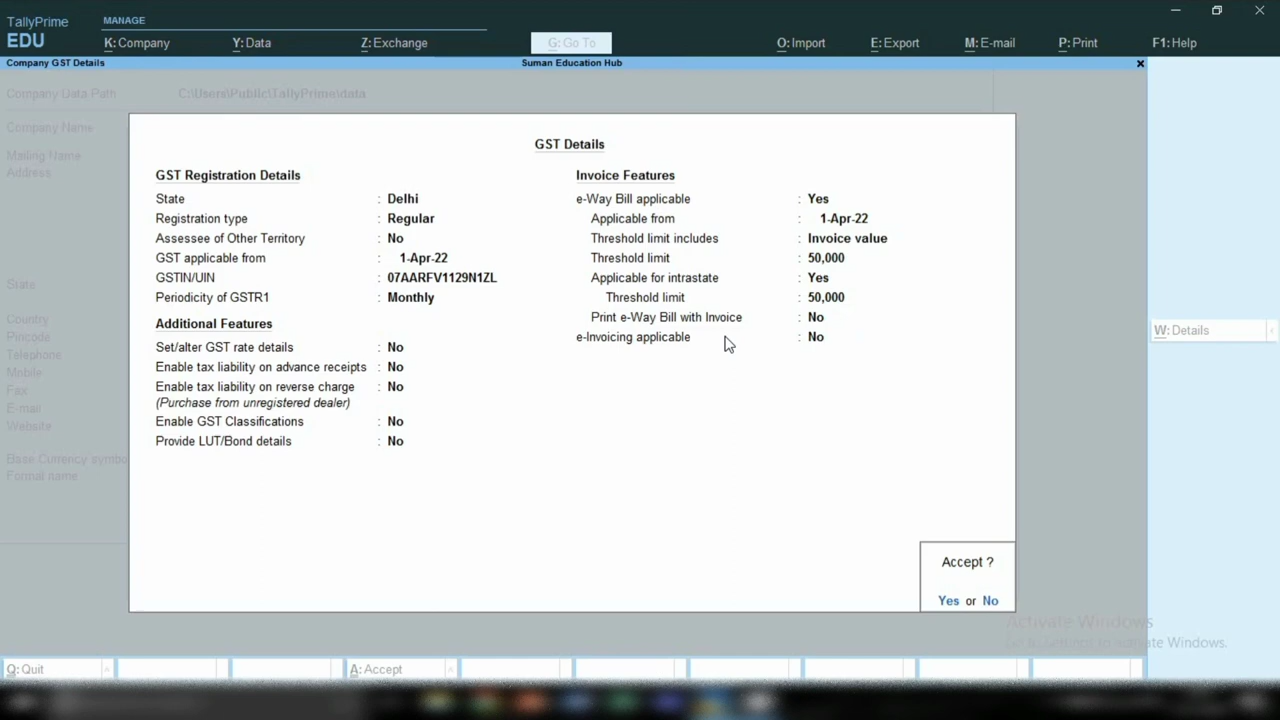 TallyPrime
EDU
MANAGE
K: Company
Y: Data
Z: Exchange
G: Go To
O: Import
E: Export
M: E-mail
P: Print
F1: Help
Company GST Details
Suman Education Hub
Company Data Path
C:\Users\Public\TallyPrime\data
Company Name
Mailing Name
Address
State
Country
Pincode
Telephone
Mobile
Fax
E-mail
Website
Base Currency symbo
Formal name
GST Details
GST Registration Details
State : Delhi
Registration type : Regular
Assessee of Other Territory : No
GST applicable from : 1-Apr-22
GSTIN/UIN : 07AARFV1129N1ZL
Periodicity of GSTR1 : Monthly
Additional Features
Set/alter GST rate details : No
Enable tax liability on advance receipts : No
Enable tax liability on reverse charge : No
(Purchase from unregistered dealer)
Enable GST Classifications : No
Provide LUT/Bond details : No
Invoice Features
e-Way Bill applicable : Yes
Applicable from : 1-Apr-22
Threshold limit includes : Invoice value
Threshold limit : 50,000
Applicable for intrastate : Yes
Threshold limit : 50,000
Print e-Way Bill with Invoice : No
e-Invoicing applicable : No
Accept ?
Yes or No
W: Details
Activate Windows
Go to Settings to activate Windows.
Q: Quit
A: Accept